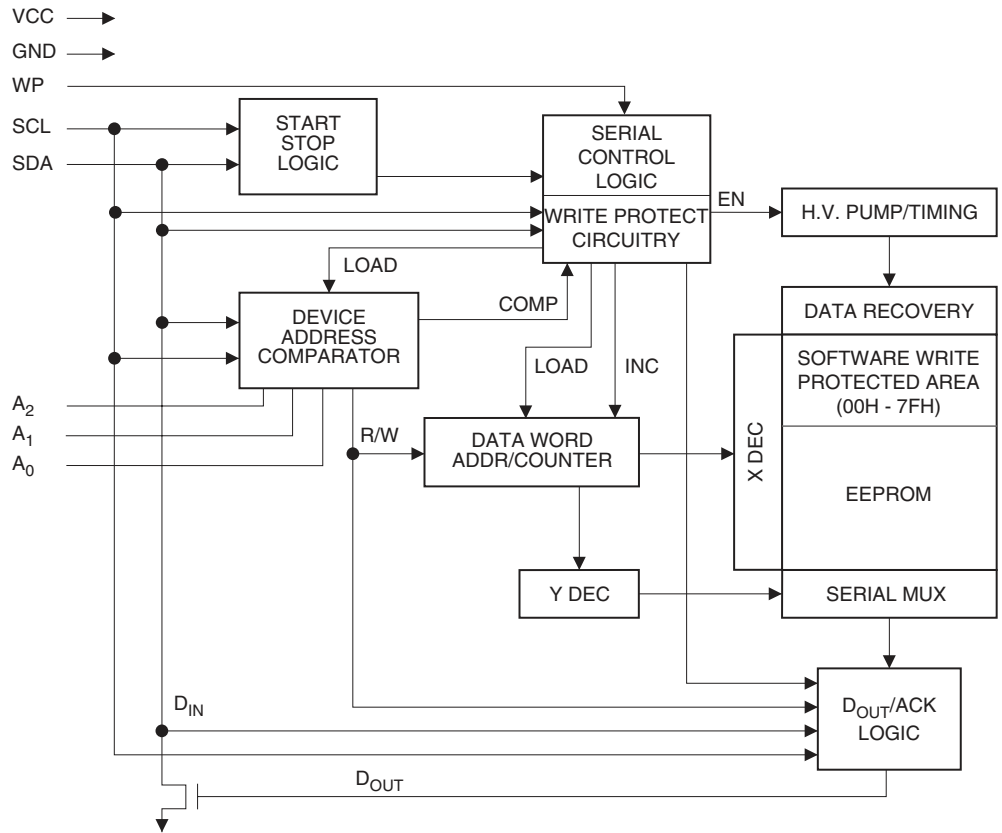 VCC
GND
WP
SCL
SDA
START
STOP
LOGIC
SERIAL
CONTROL
LOGIC
WRITE PROTECT
CIRCUITRY
EN
H.V. PUMP/TIMING
LOAD
COMP
DEVICE
ADDRESS
COMPARATOR
DATA RECOVERY
SOFTWARE WRITE
PROTECTED AREA
(00H - 7FH)
LOAD
INC
A2
A1
A0
R/W
DATA WORD
ADDR/COUNTER
X DEC
EEPROM
Y DEC
SERIAL MUX
DIN
DOUT/ACK
LOGIC
DOUT